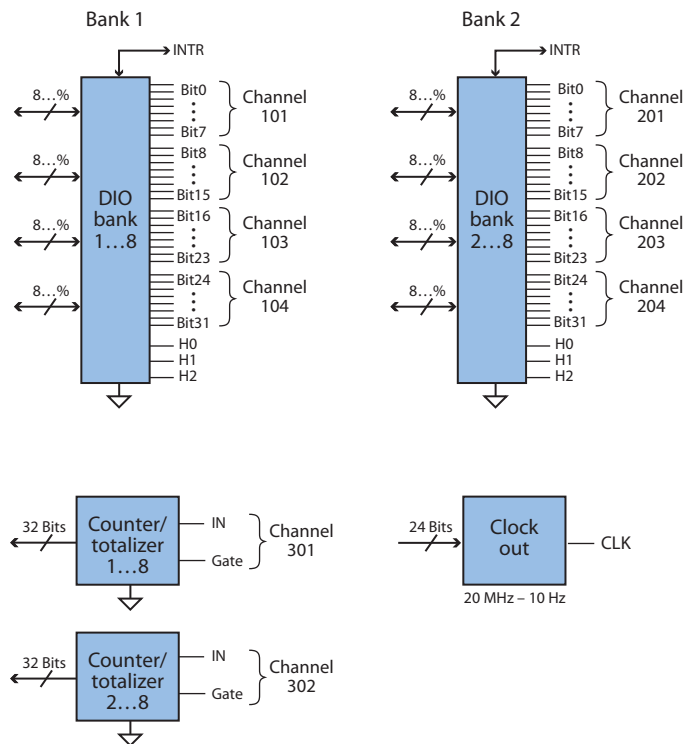 Bank 1
INTR
8...%
8...%
8...%
8...%
DIO
bank
1...8
Bit0
Bit7
Channel
101
Bit8
Bit15
Channel
102
Bit16
Bit23
Channel
103
Bit24
Bit31
Channel
104
H0
H1
H2
Bank 2
INTR
8...%
8...%
8...%
8...%
DIO
bank
2...8
Bit0
Bit7
Channel
201
Bit8
Bit15
Channel
202
Bit16
Bit23
Channel
203
Bit24
Bit31
Channel
204
H0
H1
H2
32 Bits
Counter/
totalizer
1...8
IN
Gate
Channel
301
24 Bits
Clock
out
CLK
20 MHz – 10 Hz
32 Bits
Counter/
totalizer
2...8
IN
Gate
Channel
302